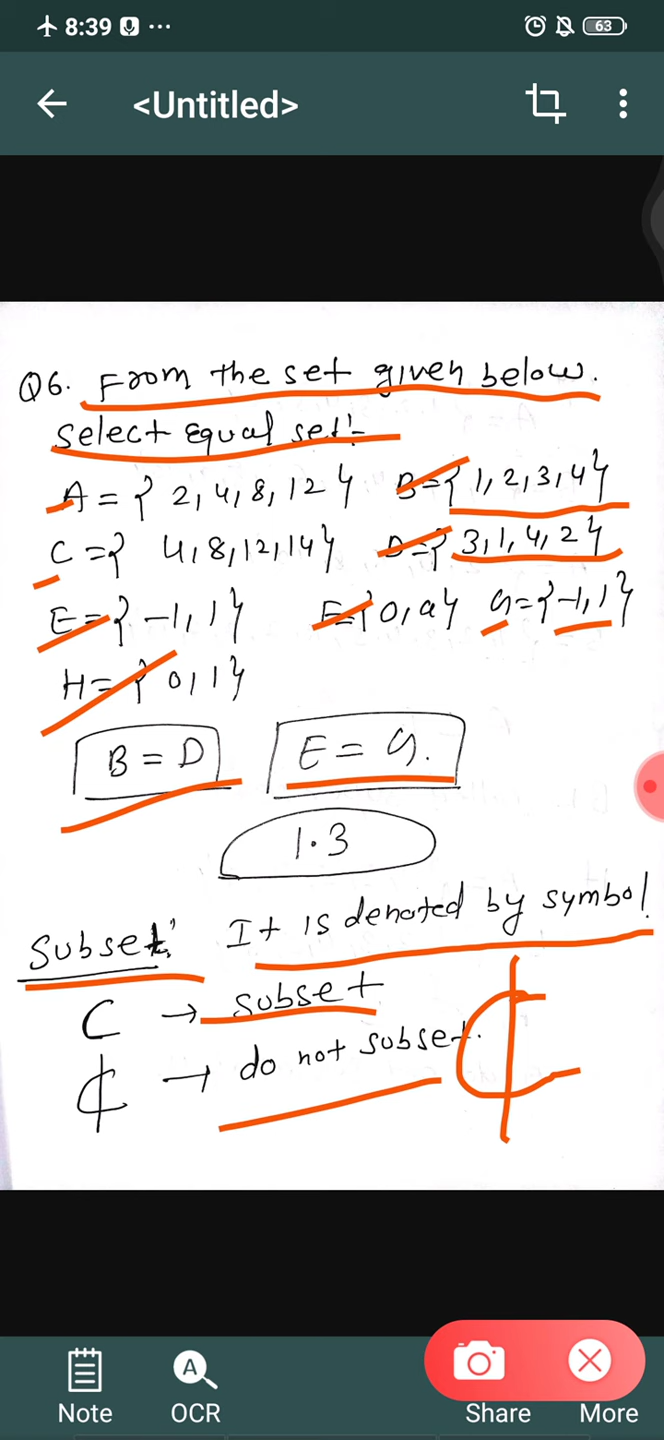 8:39 ... 63
<Untitled>
Q6. From the set given below.
select Equal set:-
A = { 2, 4, 8, 12 } B = { 1, 2, 3, 4 }
C = { 4, 8, 12, 14 } D = { 3, 1, 4, 2 }
E = { -1, 1 } F = { 0, a } G = { -1, 1 }
H = { 0, 1 }
B = D E = G.
1.3
Subset: It is denoted by symbol
⊂ → subset
⊄ → do not subset. ⊄
A
Note OCR Share More